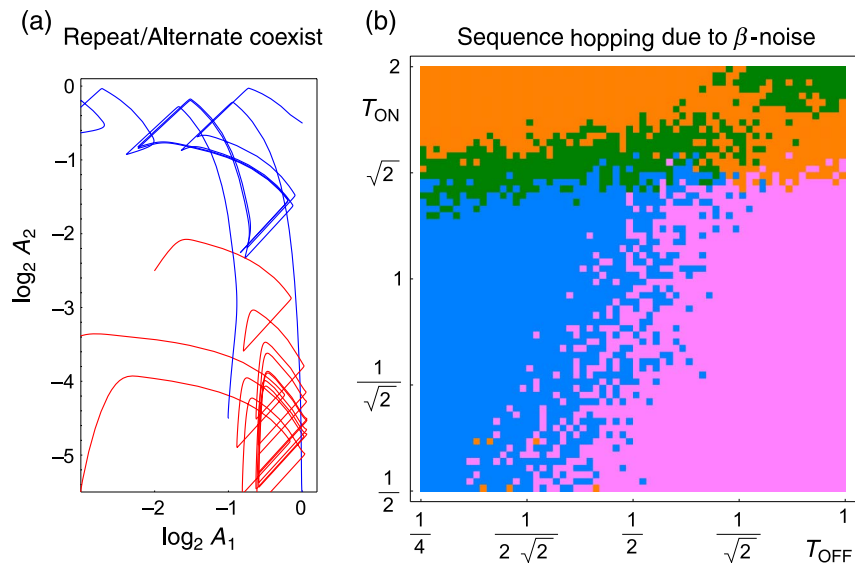 (a) Repeat/Alternate coexist
0
−1
−2
−3
−4
−5
log₂ A₂
−2 −1 0
log₂ A₁
(b) Sequence hopping due to β-noise
2
T_ON
√2
1
1/√2
1/2
1/4 1/(2√2) 1/2 1/√2 1
T_OFF